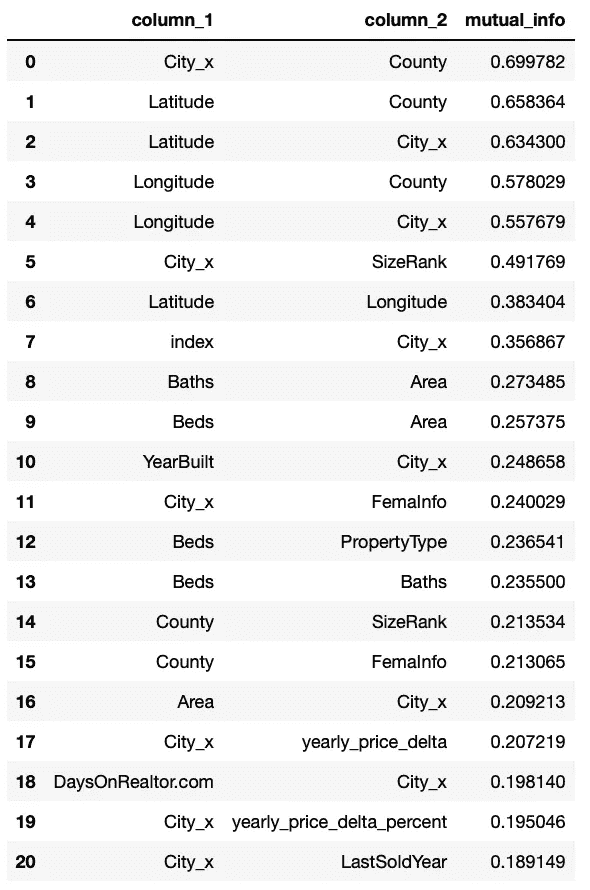 column_1 column_2 mutual_info
0 City_x County 0.699782
1 Latitude County 0.658364
2 Latitude City_x 0.634300
3 Longitude County 0.578029
4 Longitude City_x 0.557679
5 City_x SizeRank 0.491769
6 Latitude Longitude 0.383404
7 index City_x 0.356867
8 Baths Area 0.273485
9 Beds Area 0.257375
10 YearBuilt City_x 0.248658
11 City_x FemaInfo 0.240029
12 Beds PropertyType 0.236541
13 Beds Baths 0.235500
14 County SizeRank 0.213534
15 County FemaInfo 0.213065
16 Area City_x 0.209213
17 City_x yearly_price_delta 0.207219
18 DaysOnRealtor.com City_x 0.198140
19 City_x yearly_price_delta_percent 0.195046
20 City_x LastSoldYear 0.189149